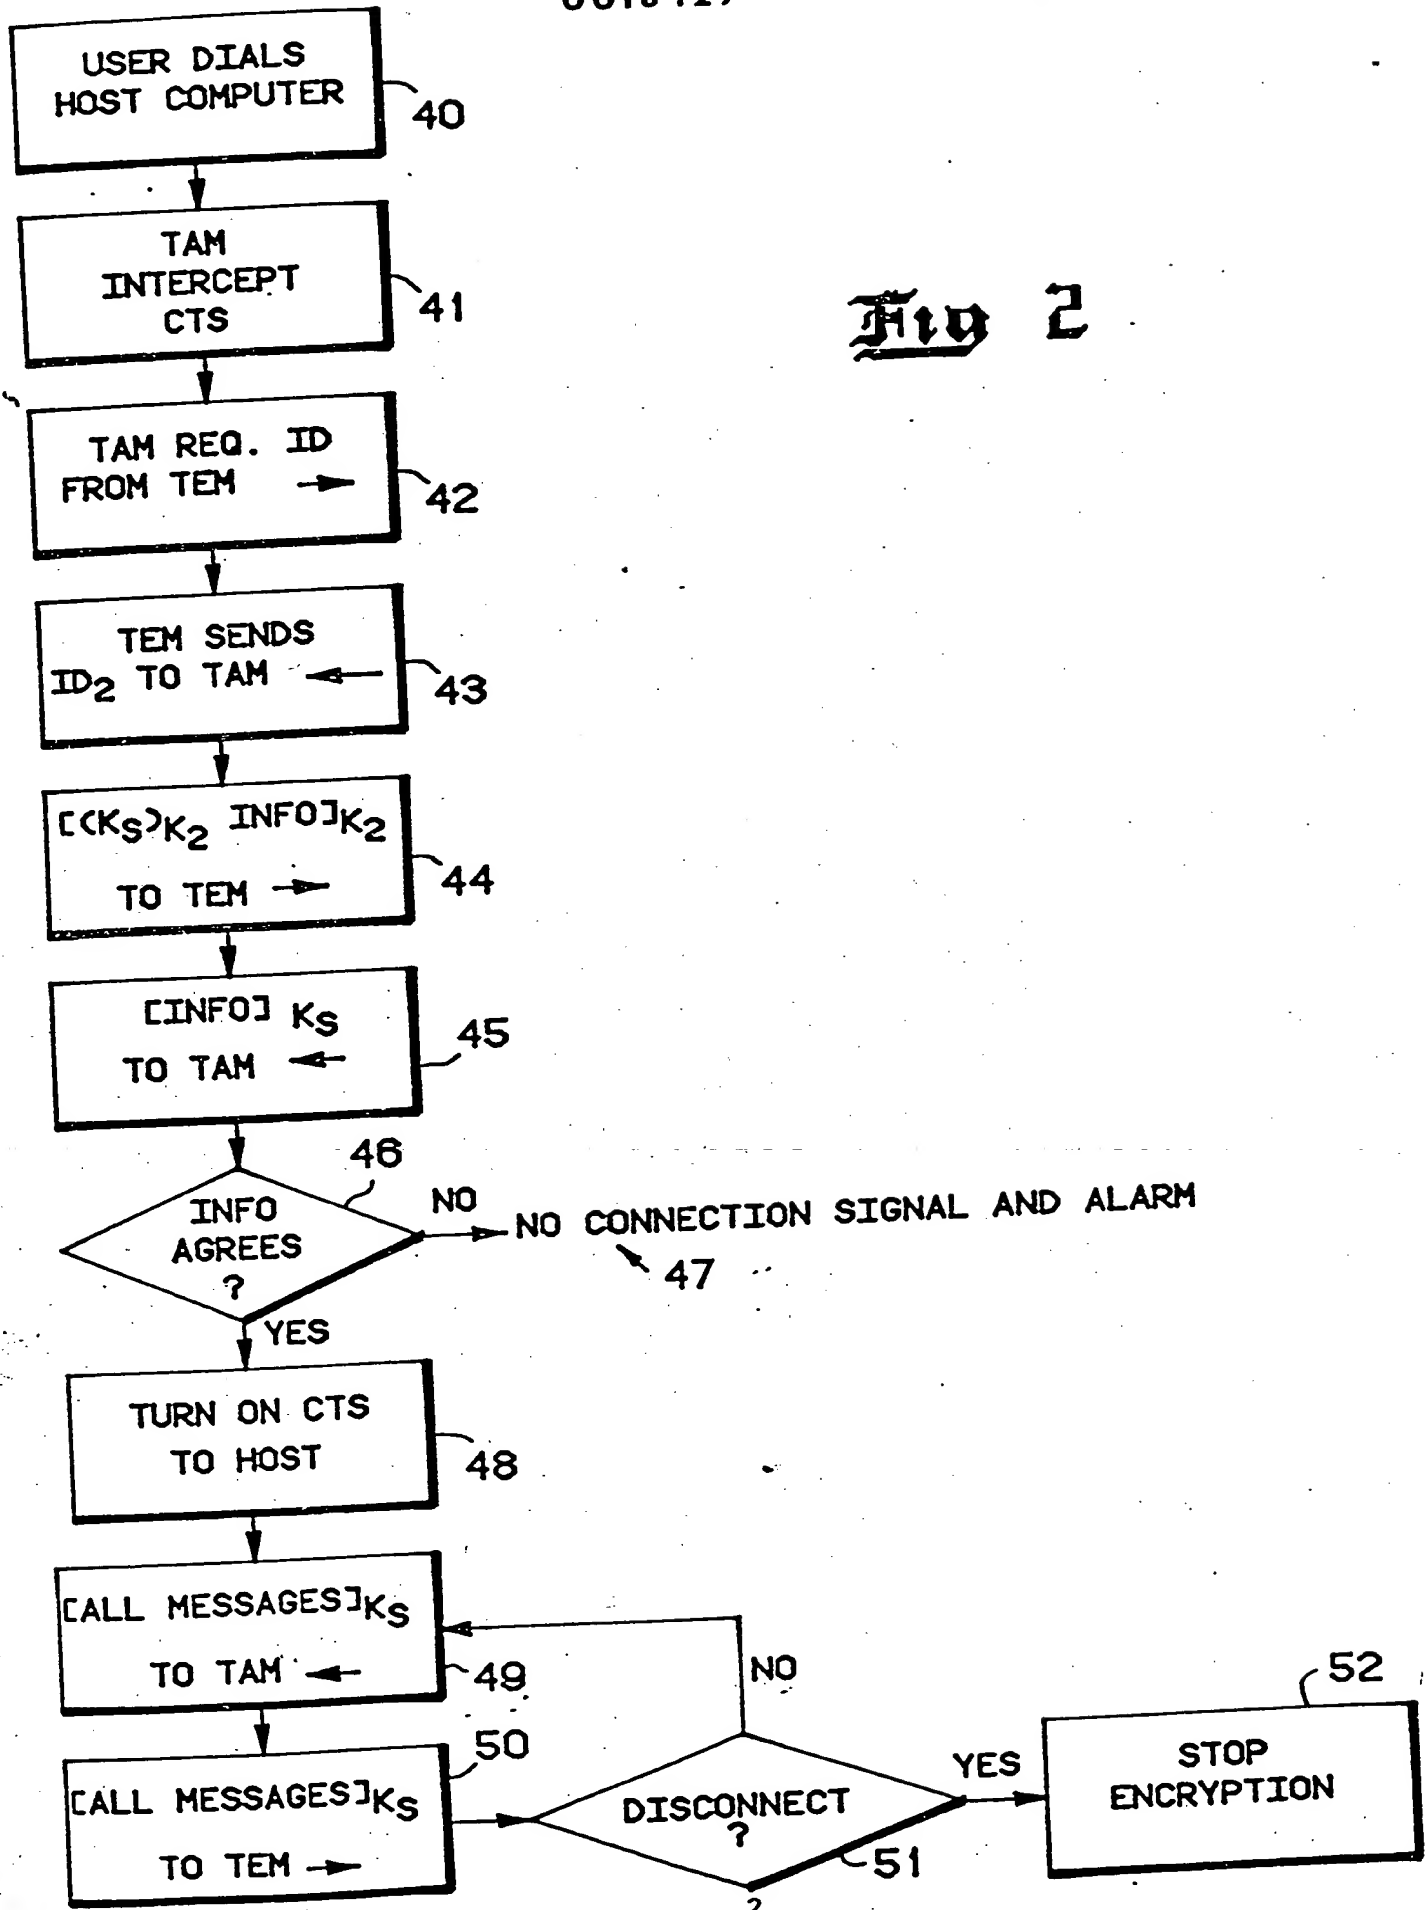 USER DIALS
HOST COMPUTER
40
TAM
INTERCEPT
CTS
41
Fig 2
TAM REQ. ID
FROM TEM →
42
TEM SENDS
ID2 TO TAM ←
43
[(KS)K2 INFO]K2
TO TEM →
44
[INFO] KS
TO TAM ←
45
46
INFO
AGREES
?
NO
NO CONNECTION SIGNAL AND ALARM
47
YES
TURN ON CTS
TO HOST
48
[ALL MESSAGES]KS
TO TAM ←
49
NO
52
50
[ALL MESSAGES]KS
TO TEM →
DISCONNECT
?
51
YES
STOP
ENCRYPTION